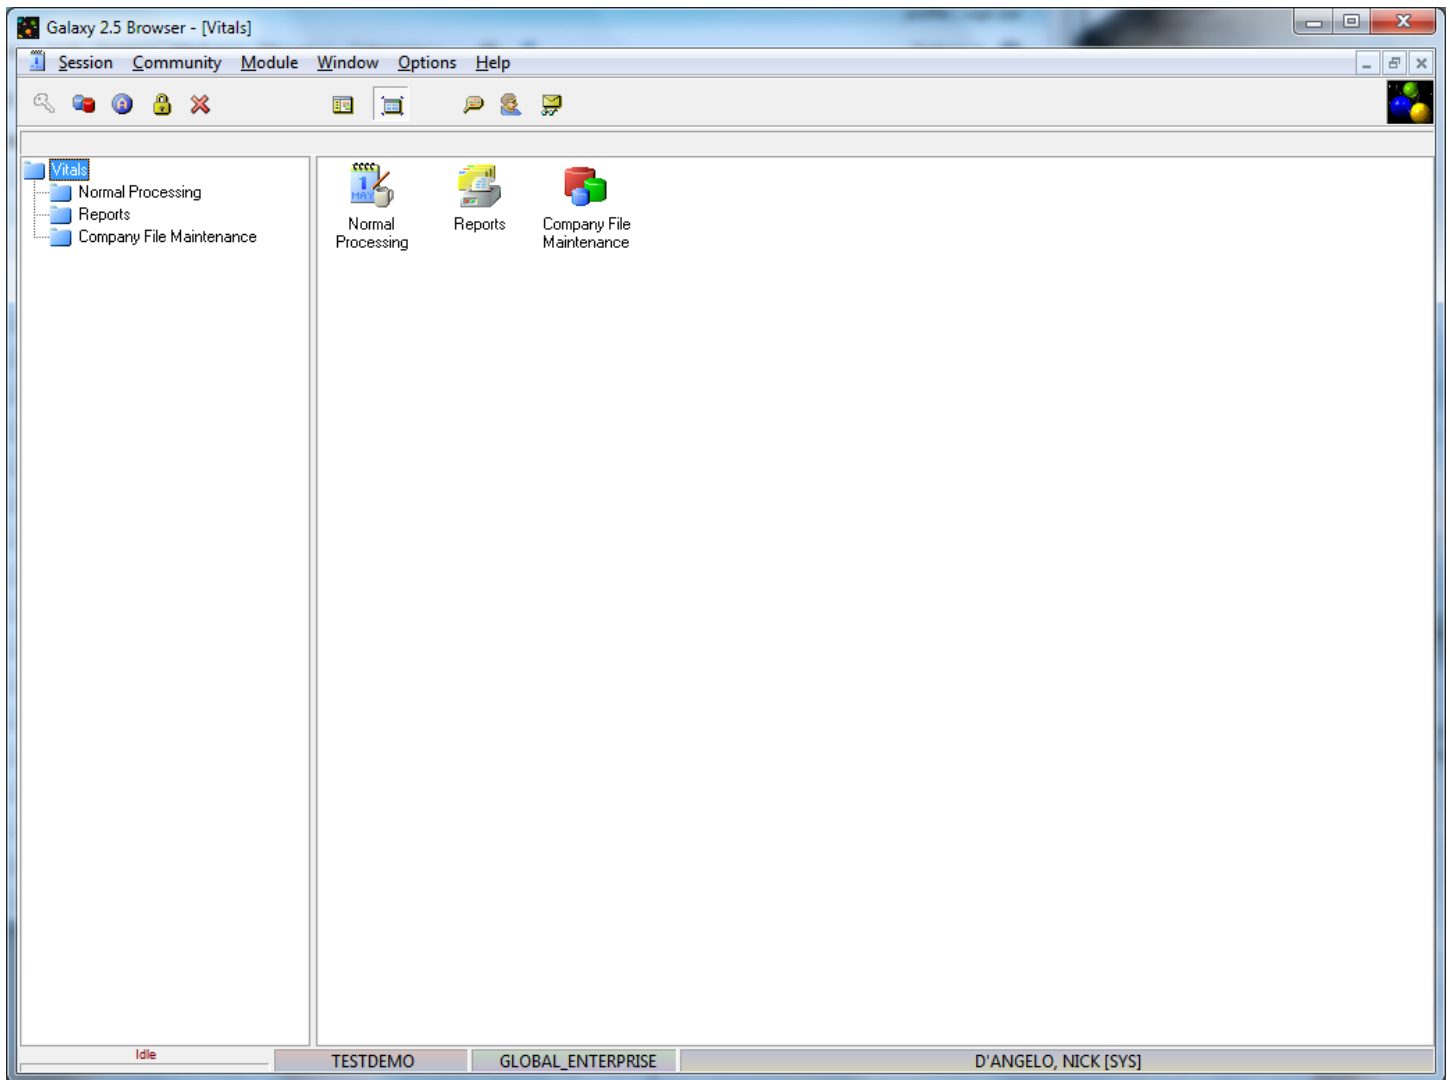 Galaxy 2.5 Browser - [Vitals]
Session Community Module Window Options Help
Vitals
Normal Processing
Reports
Company File Maintenance
Normal
Processing
Reports
Company File
Maintenance
Idle
TESTDEMO
GLOBAL_ENTERPRISE
D'ANGELO, NICK [SYS]